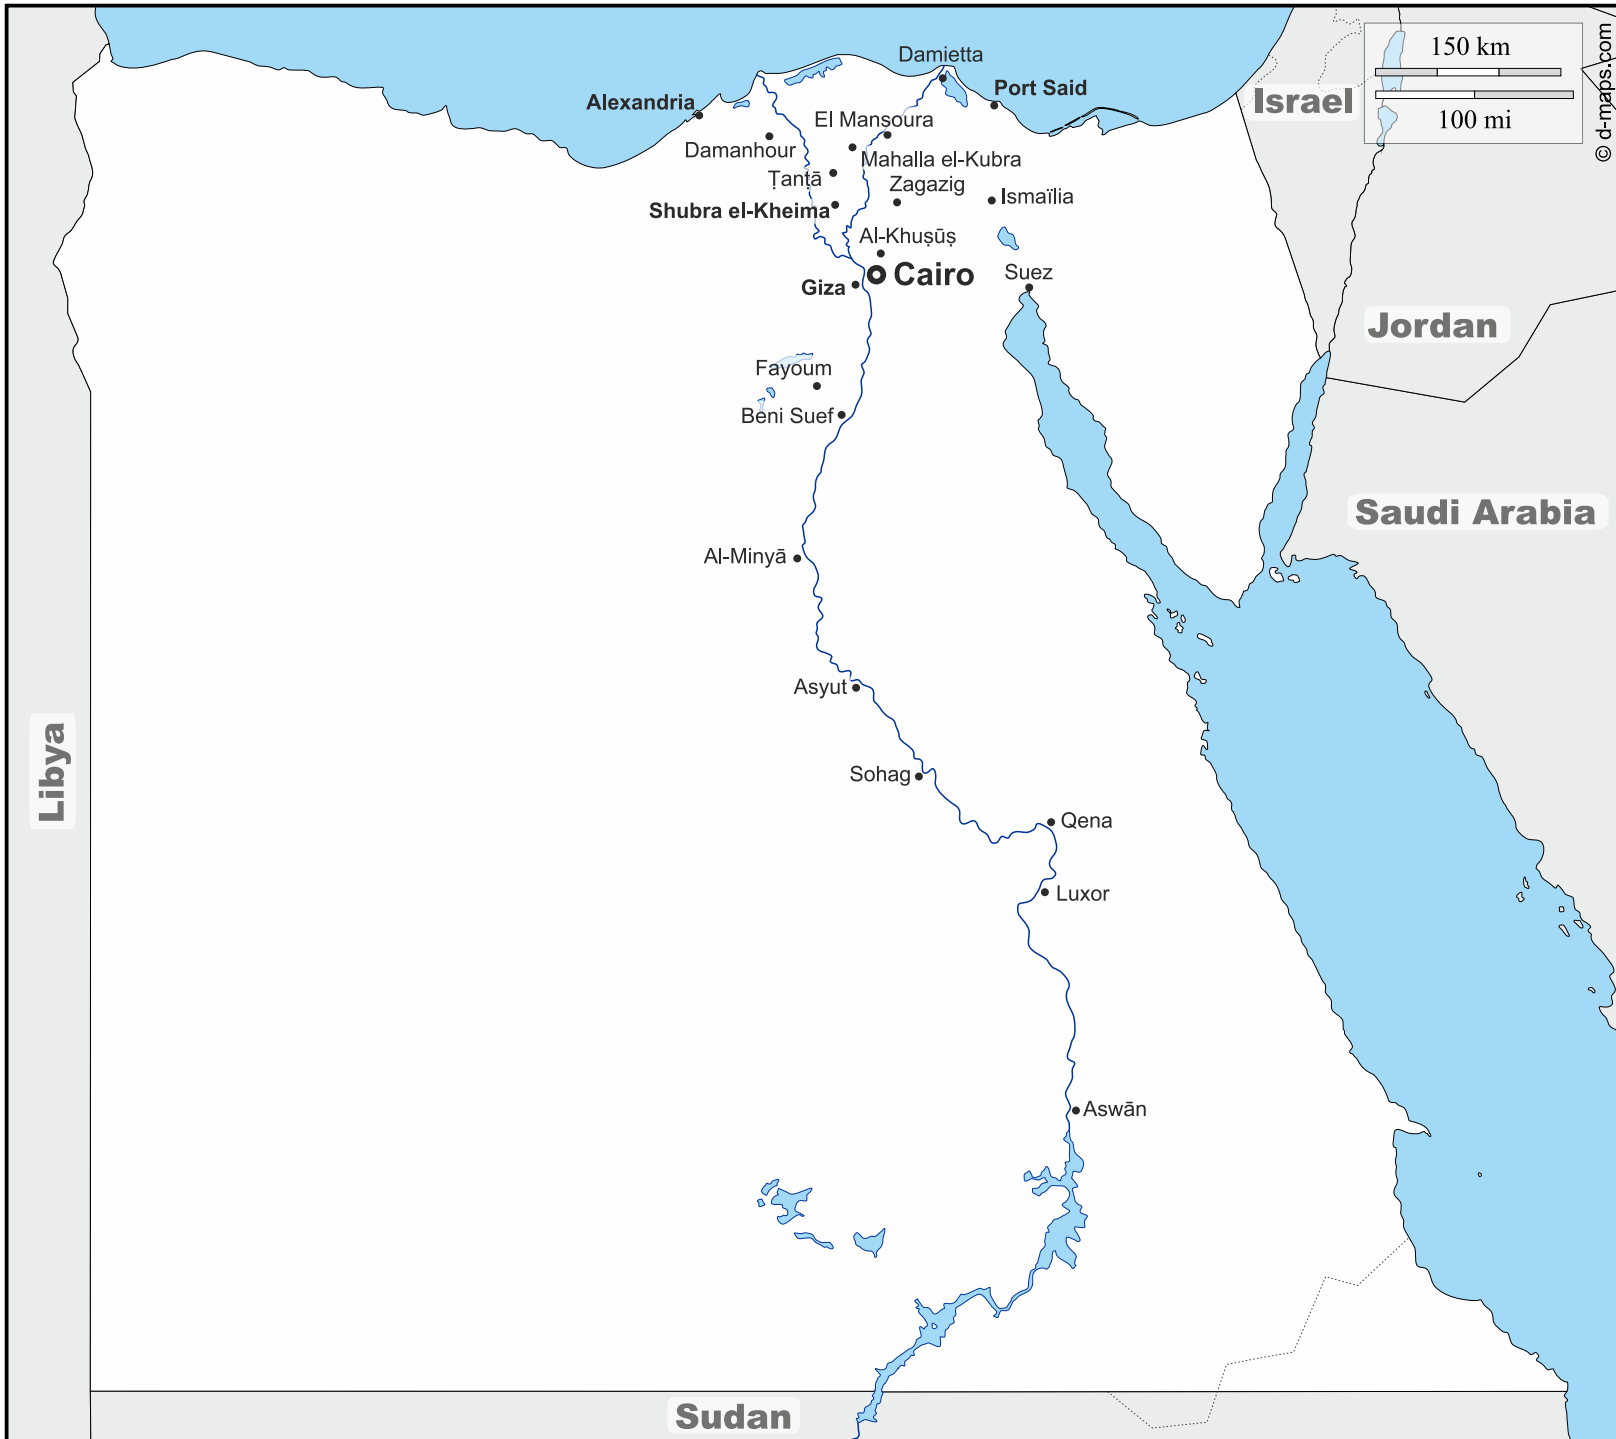 Damietta
150 km
100 mi
© d-maps.com
Port Said
Israel
Alexandria
El Mansoura
Damanhour
Mahalla el-Kubra
Ţanţā
Zagazig
Ismaïlia
Shubra el-Kheima
Al-Khuşūş
Cairo
Suez
Giza
Jordan
Fayoum
Beni Suef
Saudi Arabia
Al-Minyā
Asyut
Libya
Sohag
Qena
Luxor
Aswān
Sudan